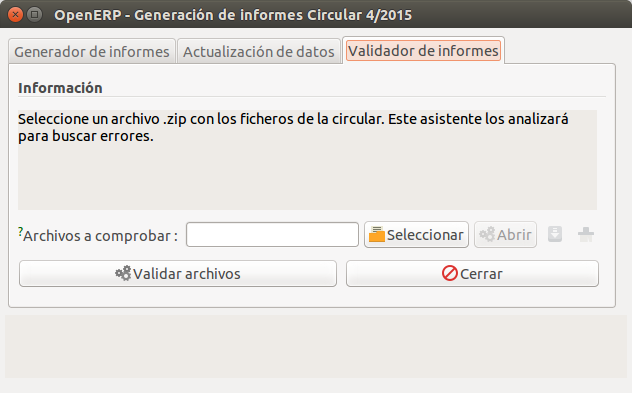 OpenERP - Generación de informes Circular 4/2015
Generador de informes Actualización de datos Validador de informes
Información
Seleccione un archivo .zip con los ficheros de la circular. Este asistente los analizará
para buscar errores.
? Archivos a comprobar : Seleccionar Abrir
Validar archivos Cerrar